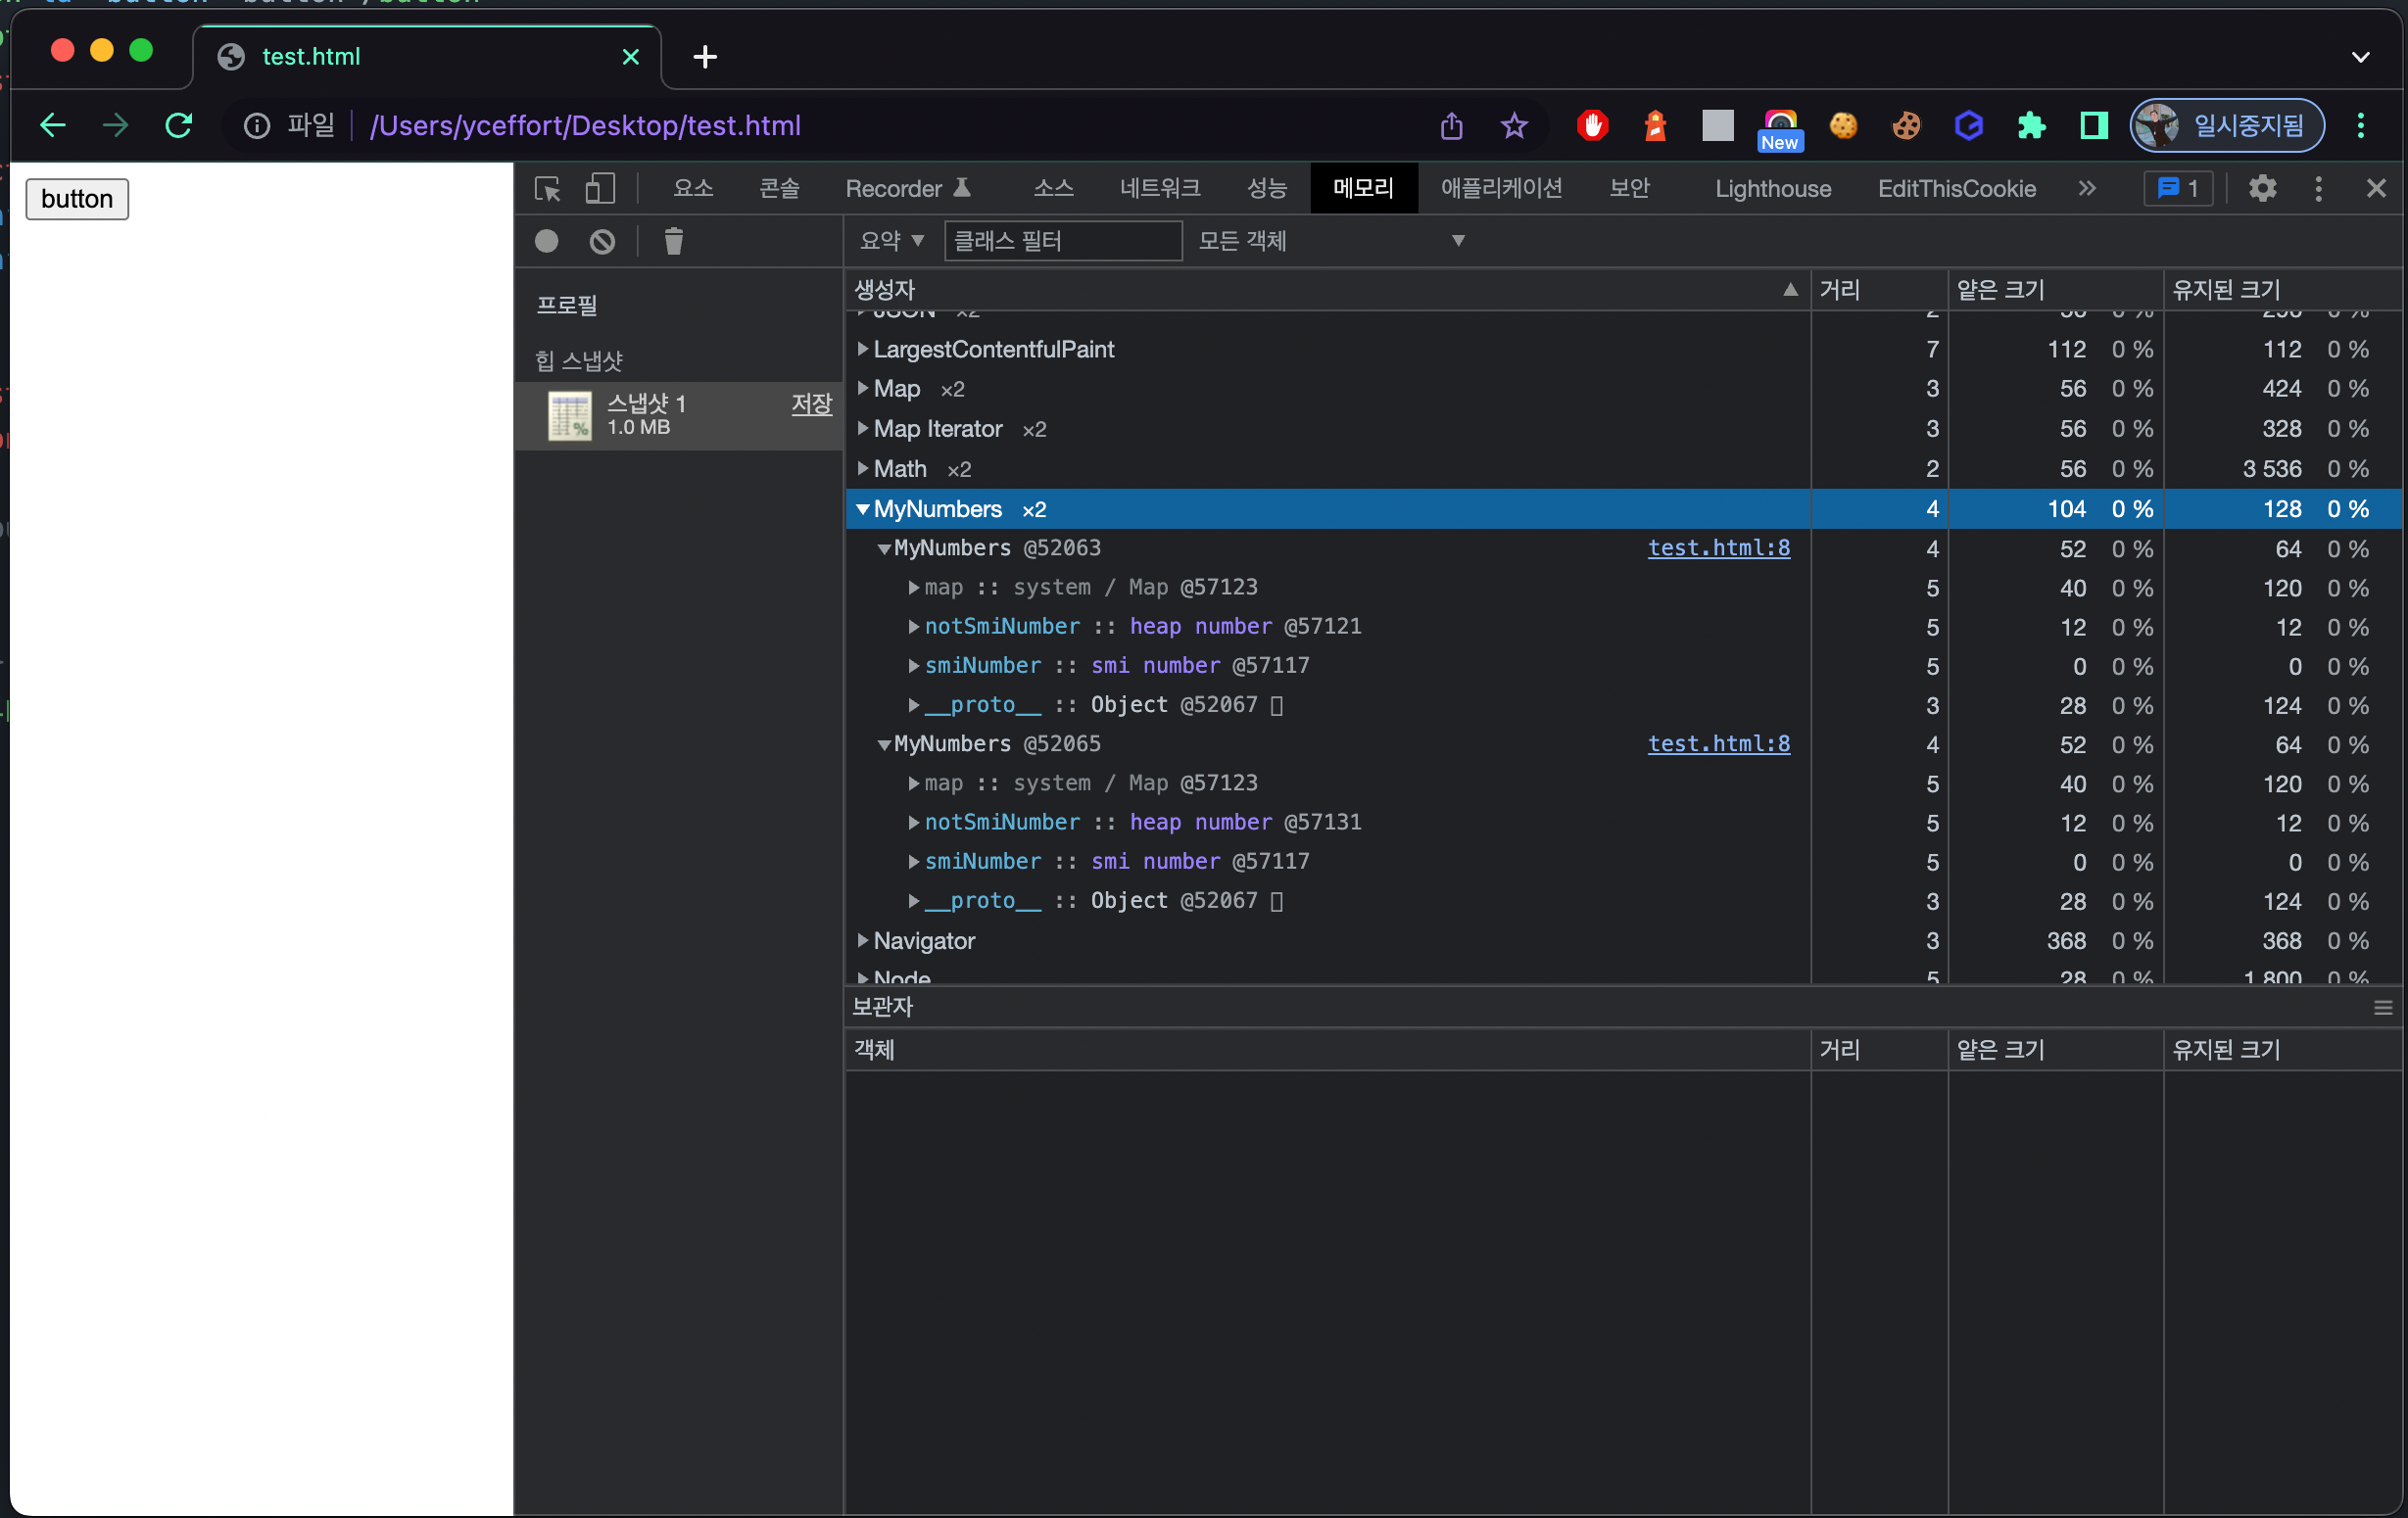 test.html
파일 /Users/yceffort/Desktop/test.html New 일시중지됨
button
요소 콘솔 Recorder 소스 네트워크 성능 메모리 애플리케이션 보안 Lighthouse EditThisCookie » 1
요약 ▼ 클래스 필터 모든 객체 ▼
프로필
힙 스냅샷
스냅샷 1 저장
1.0 MB
생성자 ▲ 거리 얕은 크기 유지된 크기
JSON ×2 2 56 0 % 296 0 %
LargestContentfulPaint 7 112 0 % 112 0 %
Map ×2 3 56 0 % 424 0 %
Map Iterator ×2 3 56 0 % 328 0 %
Math ×2 2 56 0 % 3 536 0 %
MyNumbers ×2 4 104 0 % 128 0 %
MyNumbers @52063 test.html:8 4 52 0 % 64 0 %
map :: system / Map @57123 5 40 0 % 120 0 %
notSmiNumber :: heap number @57121 5 12 0 % 12 0 %
smiNumber :: smi number @57117 5 0 0 % 0 0 %
__proto__ :: Object @52067 ▯ 3 28 0 % 124 0 %
MyNumbers @52065 test.html:8 4 52 0 % 64 0 %
map :: system / Map @57123 5 40 0 % 120 0 %
notSmiNumber :: heap number @57131 5 12 0 % 12 0 %
smiNumber :: smi number @57117 5 0 0 % 0 0 %
__proto__ :: Object @52067 ▯ 3 28 0 % 124 0 %
Navigator 3 368 0 % 368 0 %
Node 5 28 0 % 1 800 0 %
보관자
객체 거리 얕은 크기 유지된 크기